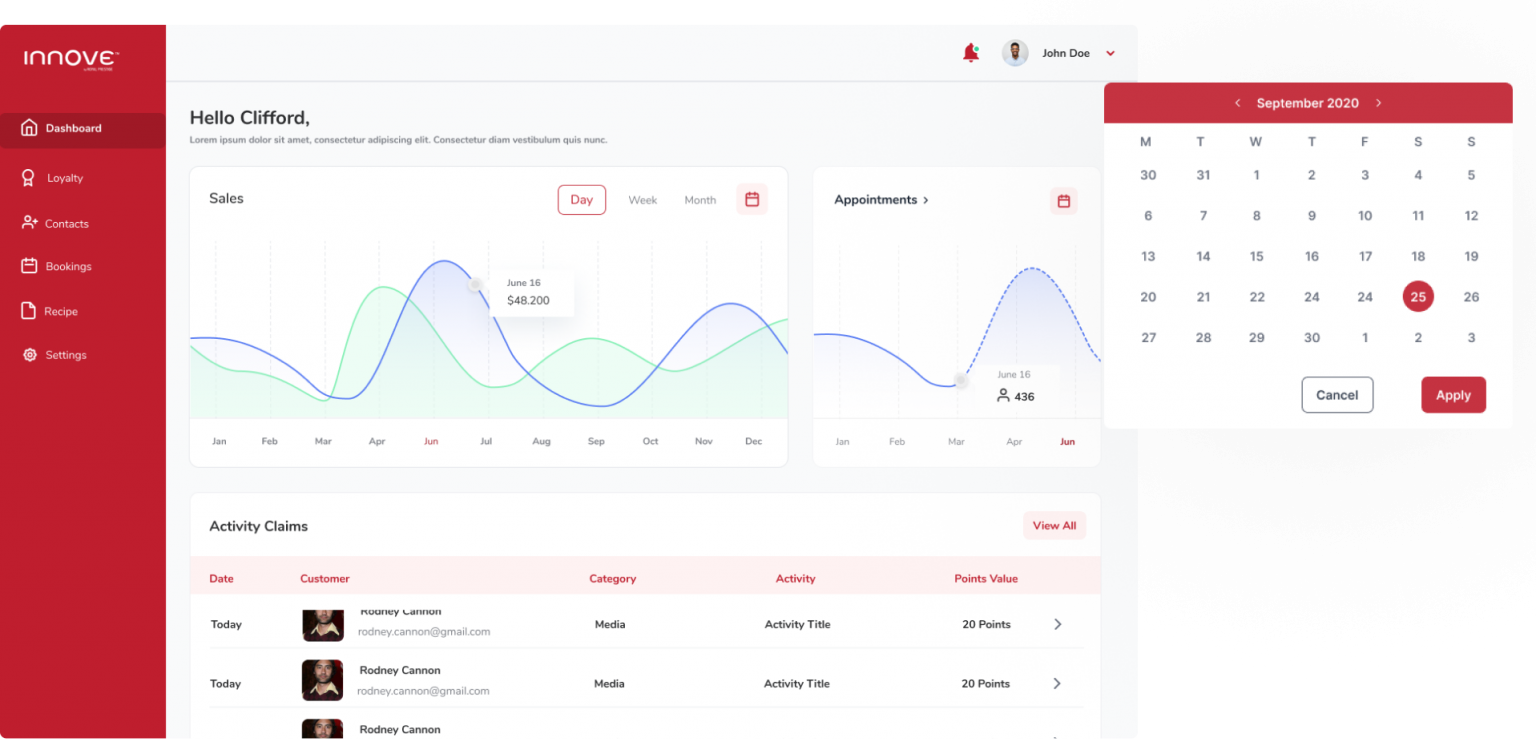 INNOVE
John Doe
Hello Clifford,
Lorem ipsum dolor sit amet, consectetur adipiscing elit. Consectetur diam vestibulum quis nunc.
Dashboard
Loyalty
Contacts
Bookings
Recipe
Settings
Sales
Day Week Month
June 16
$48.200
Jan Feb Mar Apr Jun Jul Aug Sep Oct Nov Dec
Appointments >
June 16
436
Jan Feb Mar Apr Jun
< September 2020 >
M T W T F S S
30 31 1 2 3 4 5
6 7 8 9 10 11 12
13 14 15 16 17 18 19
20 21 22 24 24 25 26
27 28 29 30 1 2 3
Cancel Apply
Activity Claims
View All
Date Customer Category Activity Points Value
Today Rodney Cannon Media Activity Title 20 Points
rodney.cannon@gmail.com
Today Rodney Cannon Media Activity Title 20 Points
rodney.cannon@gmail.com
Rodney Cannon